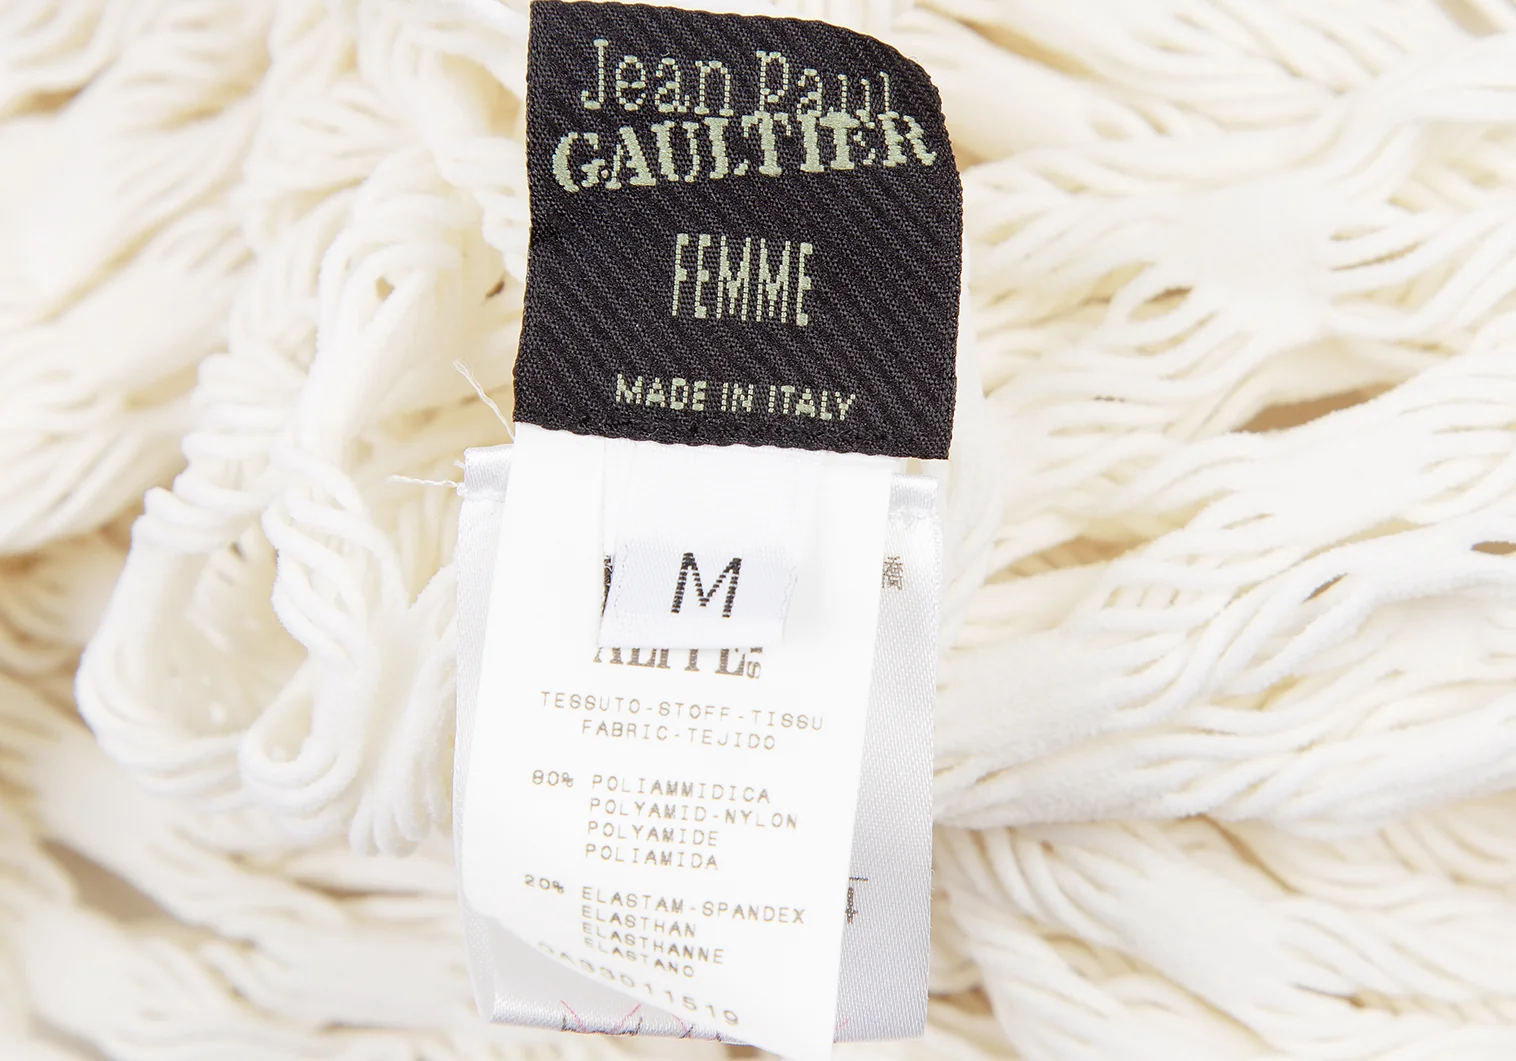 Jean Paul
GAULTIER
FEMME
MADE IN ITALY
M
TESSUTO-STOFF-TISSU
FABRIC-TEJIDO
80% POLIAMMIDICA
POLYAMID-NYLON
POLYAMIDE
POLIAMIDA
20% ELASTAM-SPANDEX
ELASTHAN
ELASTHANNE
ELASTANO